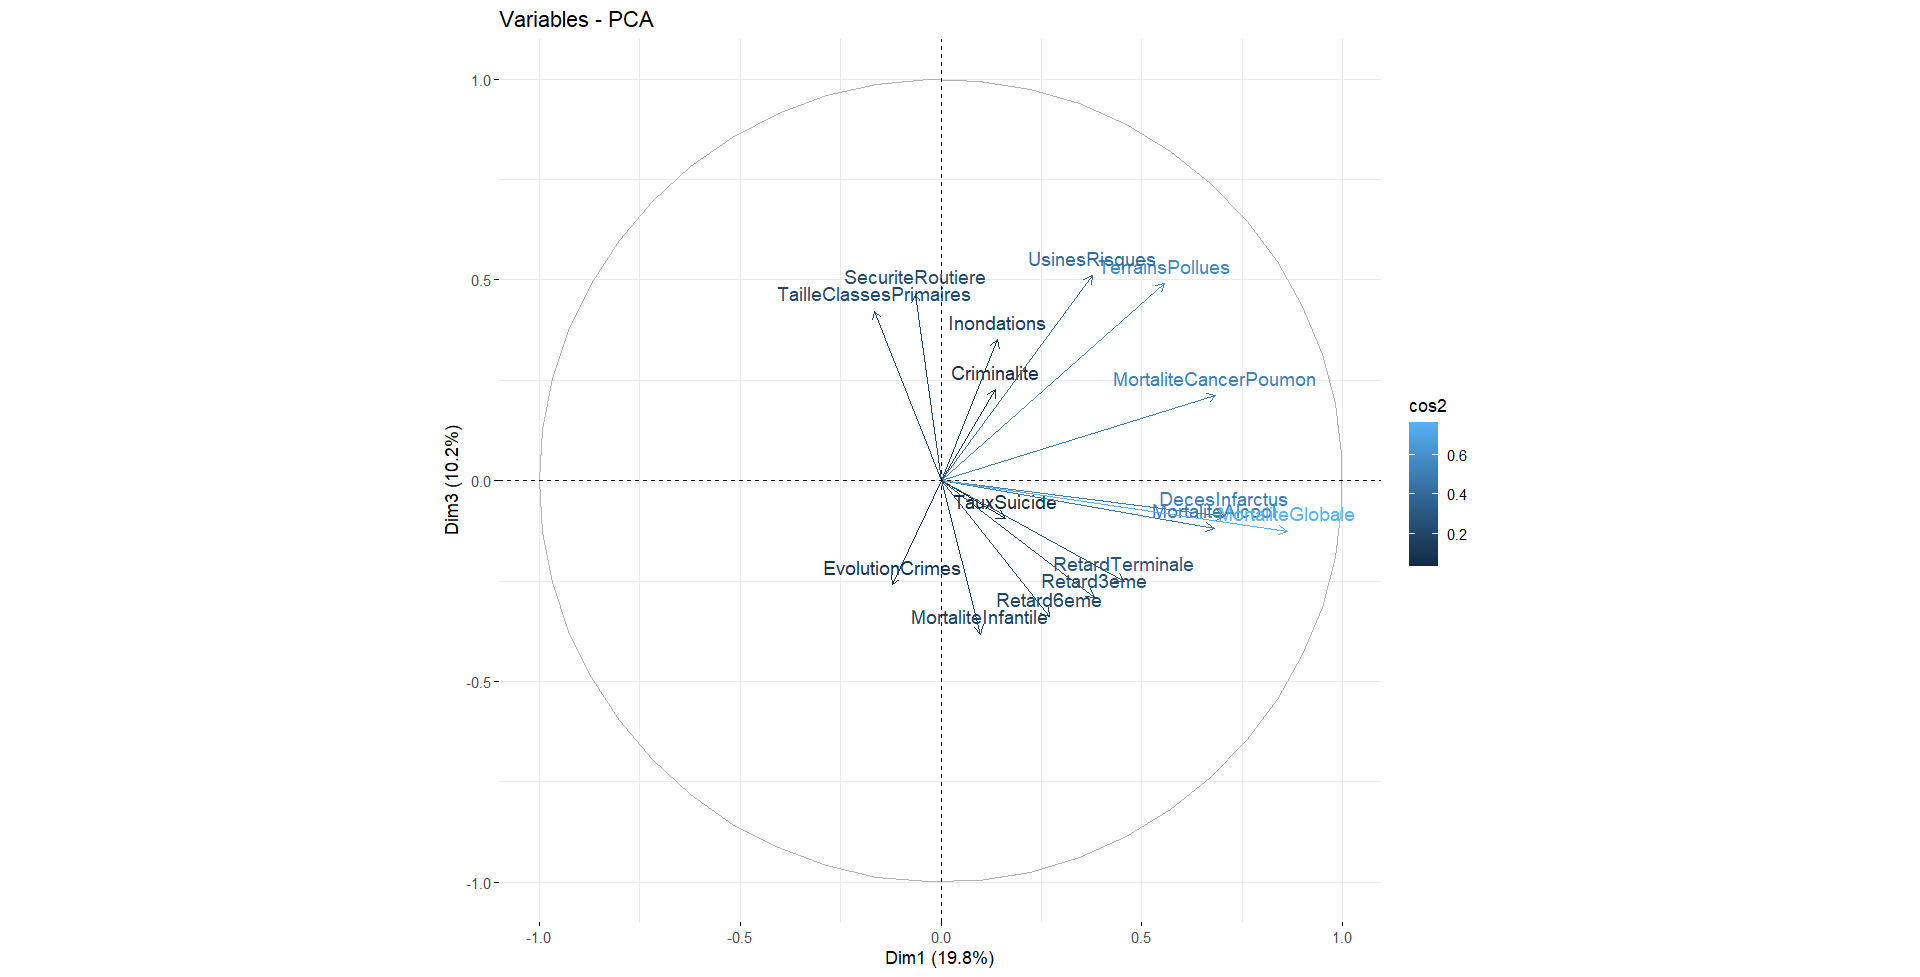 Variables - PCA
1.0
0.5
0.0
-0.5
-1.0
Dim3 (10.2%)
UsinesRisques
TerrainsPollues
SecuriteRoutiere
TailleClassesPrimaires
Inondations
Criminalite
MortaliteCancerPoumon
DecesInfarctus
TauxSuicide
MortaliteAlcool
MortaliteGlobale
RetardTerminale
EvolutionCrimes
Retard3eme
Retard6eme
MortaliteInfantile
-1.0
-0.5
0.0
0.5
1.0
Dim1 (19.8%)
cos2
0.6
0.4
0.2